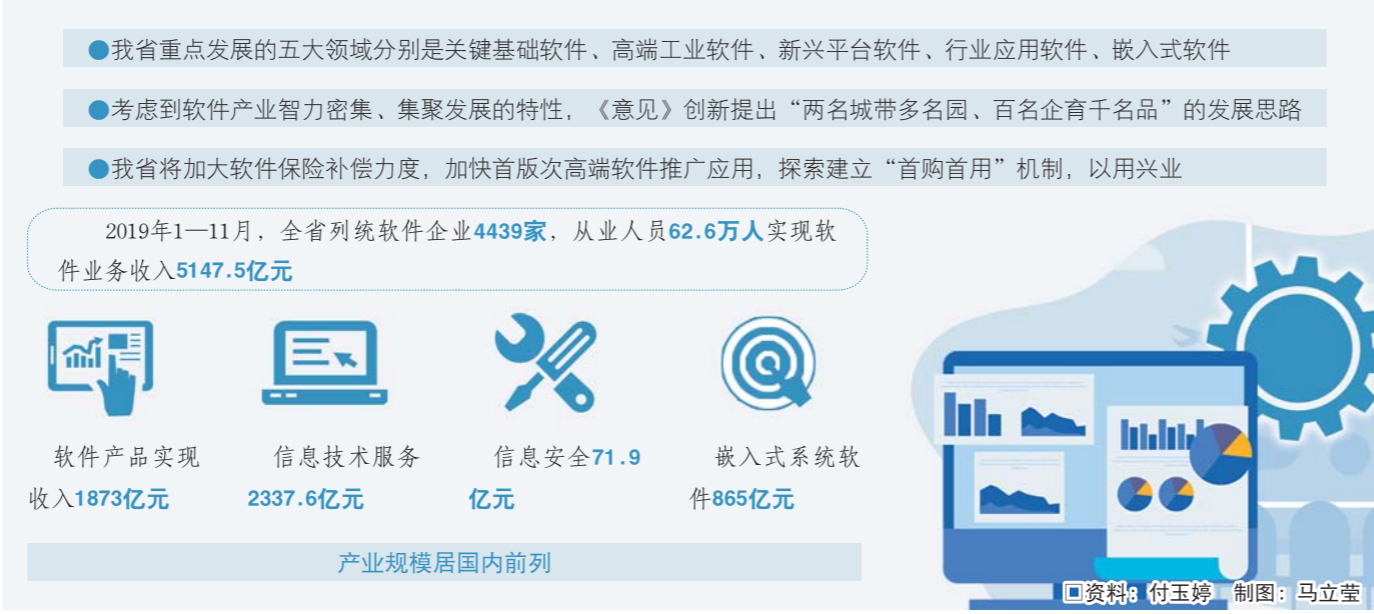 ●我省重点发展的五大领域分别是关键基础软件、高端工业软件、新兴平台软件、行业应用软件、嵌入式软件
●考虑到软件产业智力密集、集聚发展的特性，《意见》创新提出“两名城带多名园、百名企育千名品”的发展思路
●我省将加大软件保险补偿力度，加快首版次高端软件推广应用，探索建立“首购首用”机制，以用兴业
2019年1—11月，全省列统软件企业4439家，从业人员62.6万人实现软
件业务收入5147.5亿元
软件产品实现
收入1873亿元
信息技术服务
2337.6亿元
信息安全71.9
亿元
嵌入式系统软
件865亿元
产业规模居国内前列
□资料：付玉婷　制图：马立莹